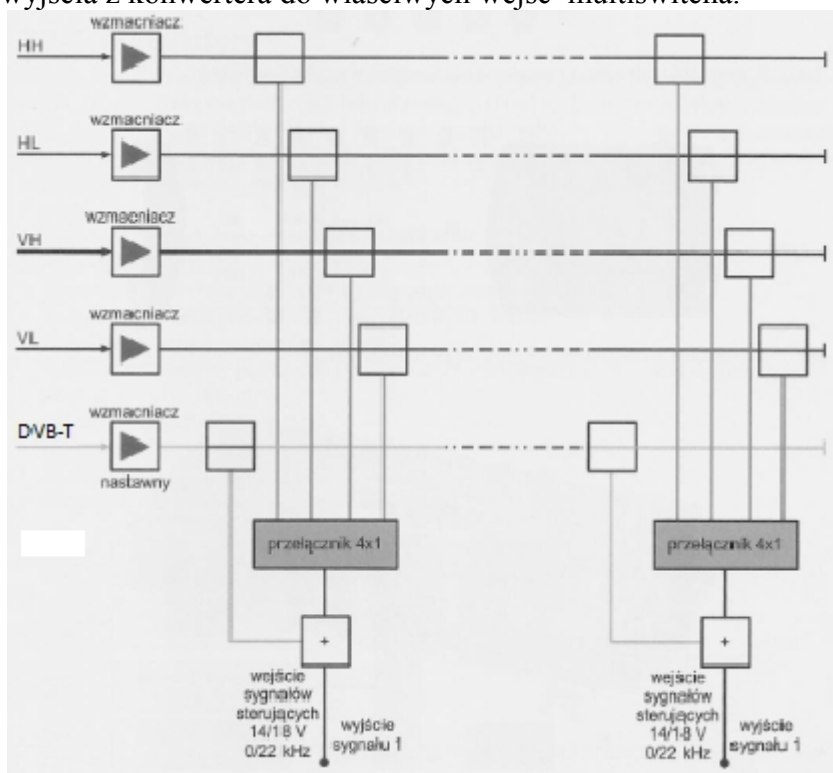 wyjścia z konwertera do właściwych wejść multiswitcha.
wzmacniacz
HH
wzmacniacz
HL
wzmacniacz
VH
wzmacniacz
VL
wzmacniacz
DVB-T
nastawny
przełącznik 4x1
przełącznik 4x1
+
+
wejście
sygnałów
sterujących
14/18 V
0/22 kHz
wyjście
sygnału 1
wejście
sygnałów
sterujących
14/18 V
0/22 kHz
wyjście
sygnału 1